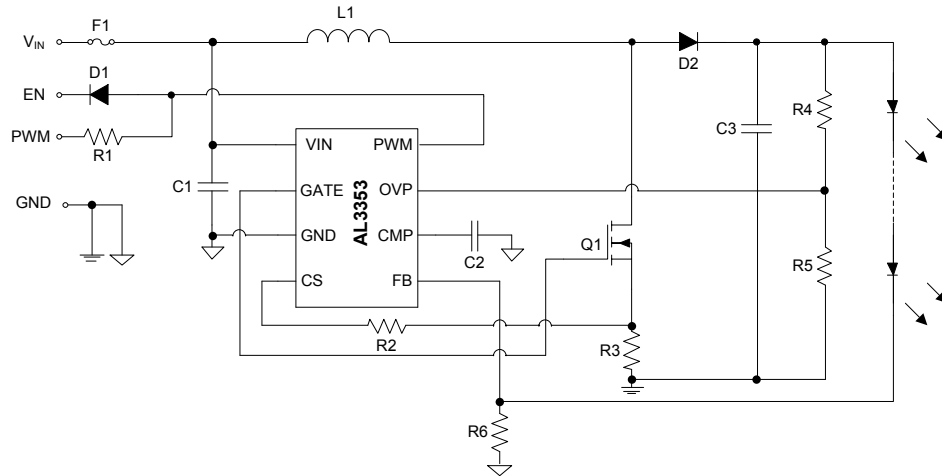 L1
F1
VIN
D1
D2
EN
R4
PWM
R1
C3
VIN
PWM
C1
GATE
OVP
GND
AL3353
GND
CMP
Q1
C2
R5
CS
FB
R2
R3
R6